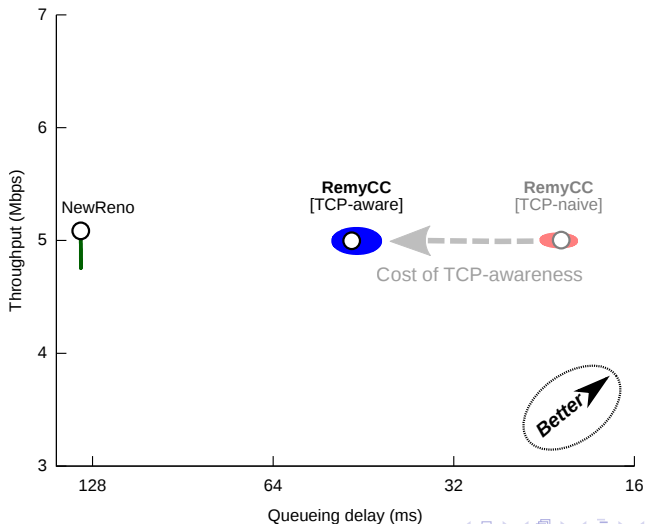 7
6
5
4
3
Throughput (Mbps)
NewReno
RemyCC
[TCP-aware]
RemyCC
[TCP-naive]
Cost of TCP-awareness
Better
128
64
32
16
Queueing delay (ms)